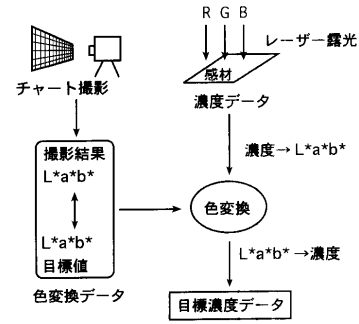 R G B
レーザー露光
感材
チャート撮影
濃度データ
撮影結果
L*a*b*
濃度→L*a*b*
L*a*b*
目標値
色変換
色変換データ
L*a*b*→濃度
目標濃度データ